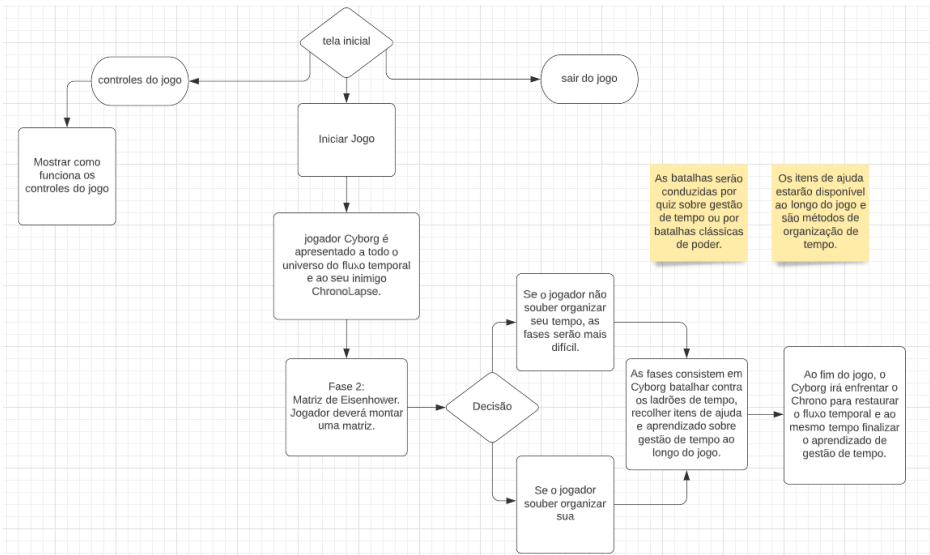 tela inicial
controles do jogo
sair do jogo
Iniciar Jogo
Mostrar como
funciona os
controles do jogo
As batalhas serão
conduzidas por
quiz sobre gestão
de tempo ou por
batalhas clássicas
de poder.
Os itens de ajuda
estarão disponível
ao longo do jogo e
são métodos de
organização de
tempo.
jogador Cyborg é
apresentado a todo o
universo do fluxo temporal
e ao seu inimigo
ChronoLapse.
Se o jogador não
souber organizar
seu tempo, as
fases serão mais
difícil.
Fase 2:
Matriz de Eisenhower.
Jogador deverá montar
uma matriz.
Decisão
As fases consistem em
Cyborg batalhar contra
os ladrões de tempo,
recolher itens de ajuda
e aprendizado sobre
gestão de tempo ao
longo do jogo.
Ao fim do jogo, o
Cyborg irá enfrentar o
Chrono para restaurar
o fluxo temporal e ao
mesmo tempo finalizar
o aprendizado de
gestão de tempo.
Se o jogador
souber organizar
sua